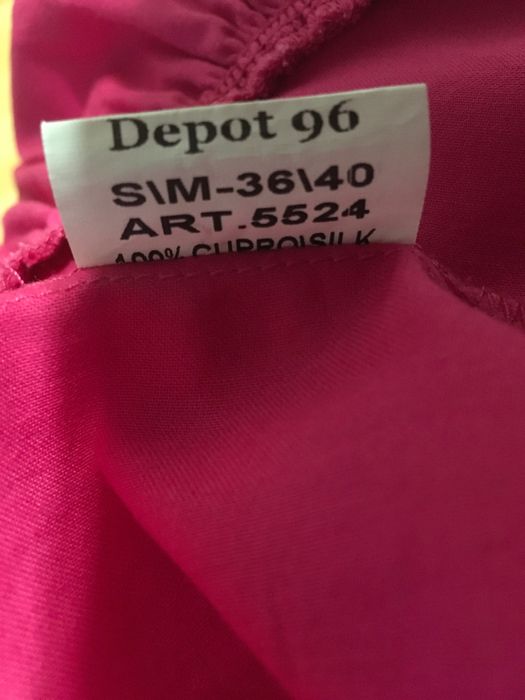 Depot 96
S\M-36\40
ART.5524
100% CUPRO\SILK